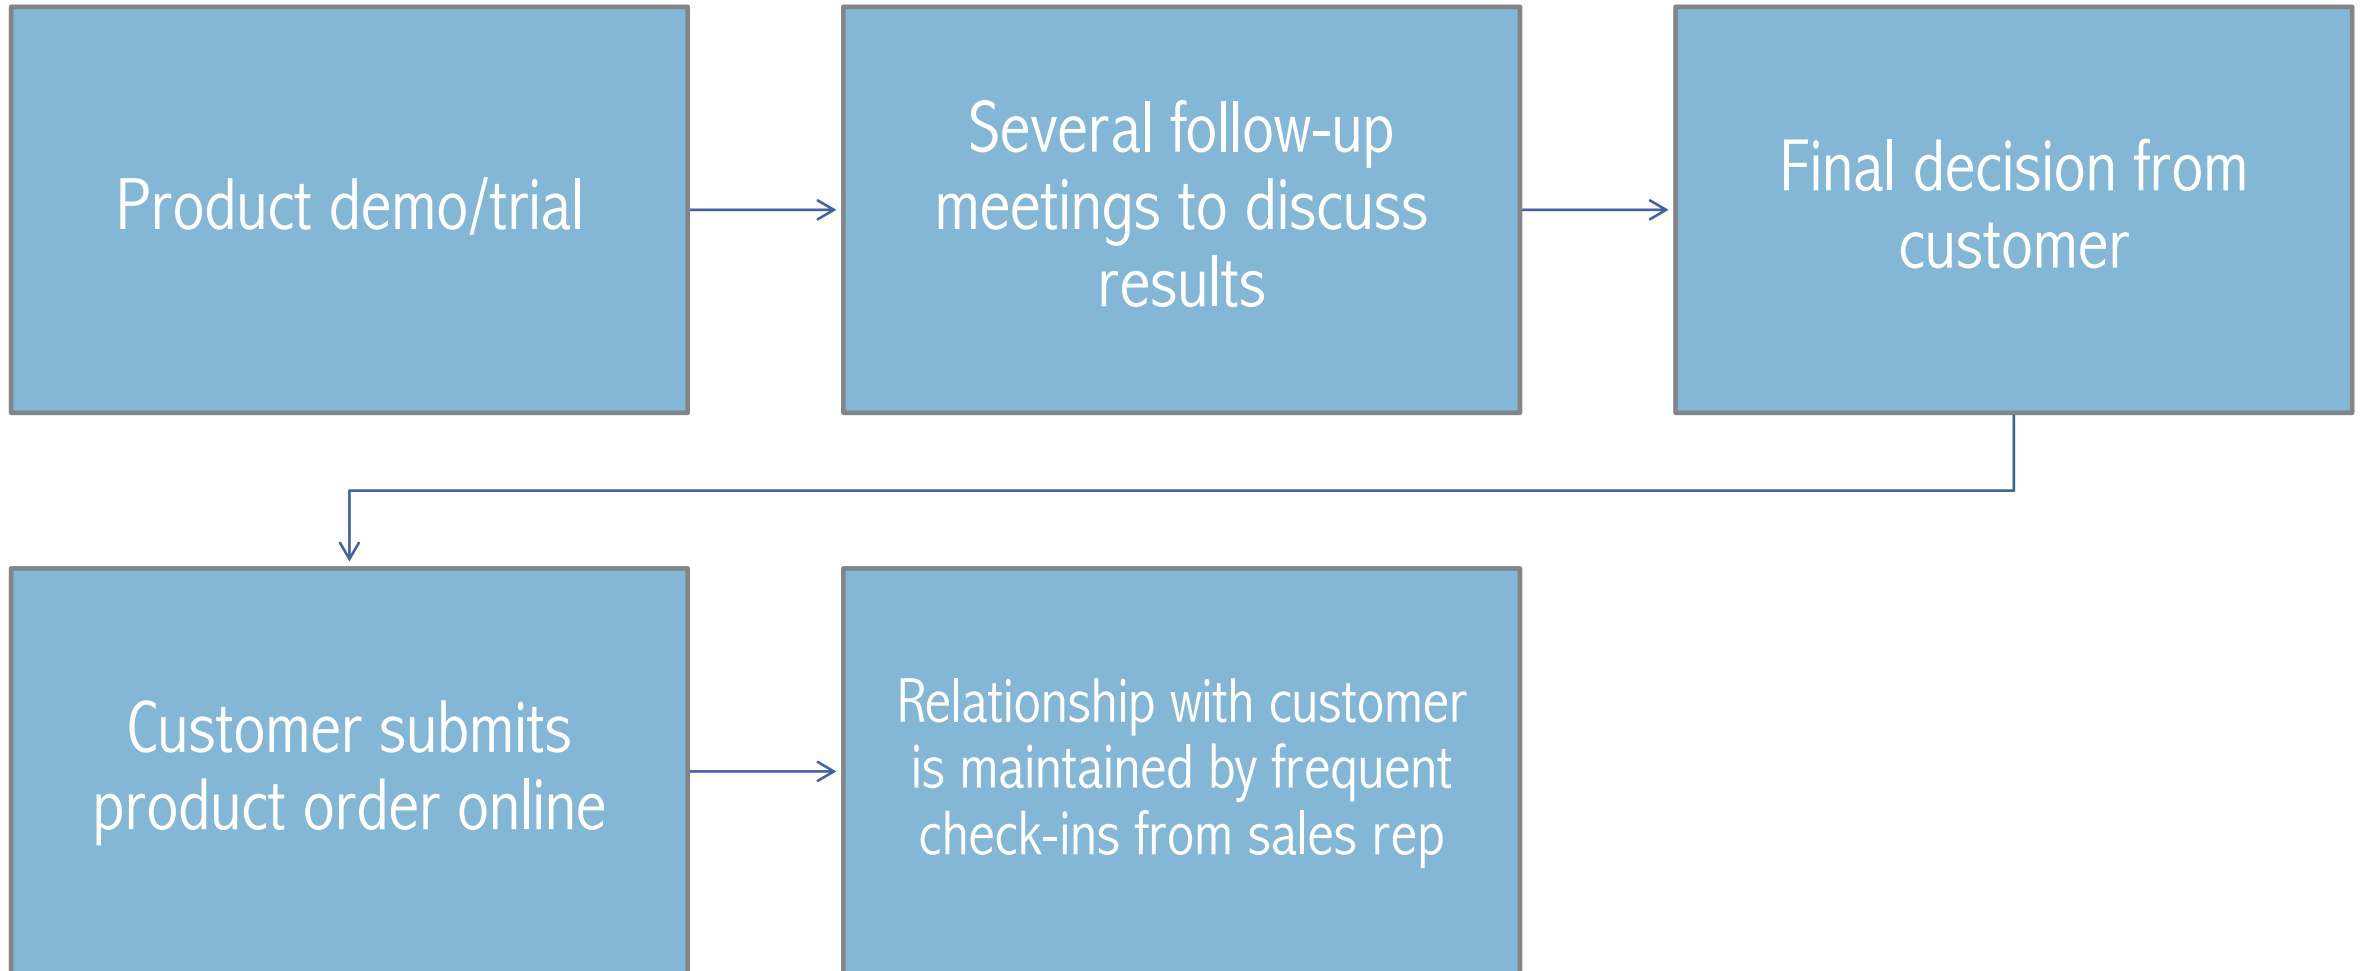 Product demo/trial
Several follow-up
meetings to discuss
results
Final decision from
customer
Customer submits
product order online
Relationship with customer
is maintained by frequent
check-ins from sales rep